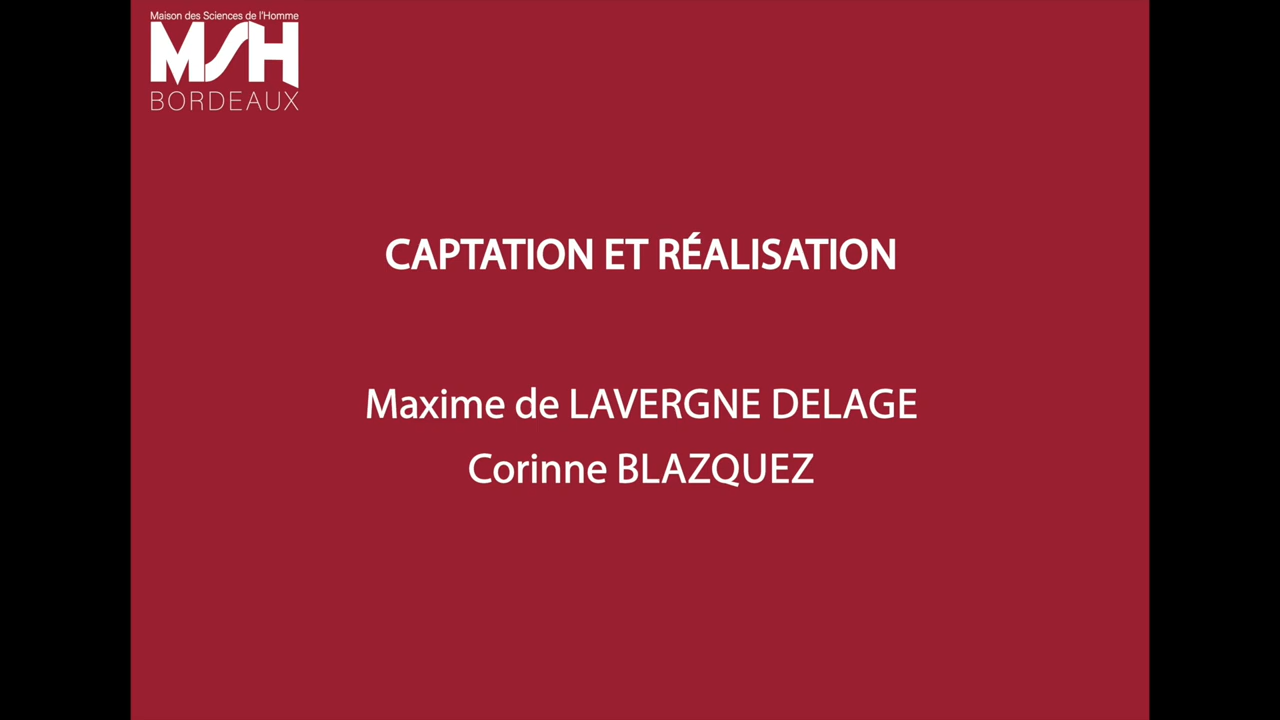 Maison des Sciences de l'Homme
MSH
BORDEAUX
CAPTATION ET RÉALISATION
Maxime de LAVERGNE DELAGE
Corinne BLAZQUEZ